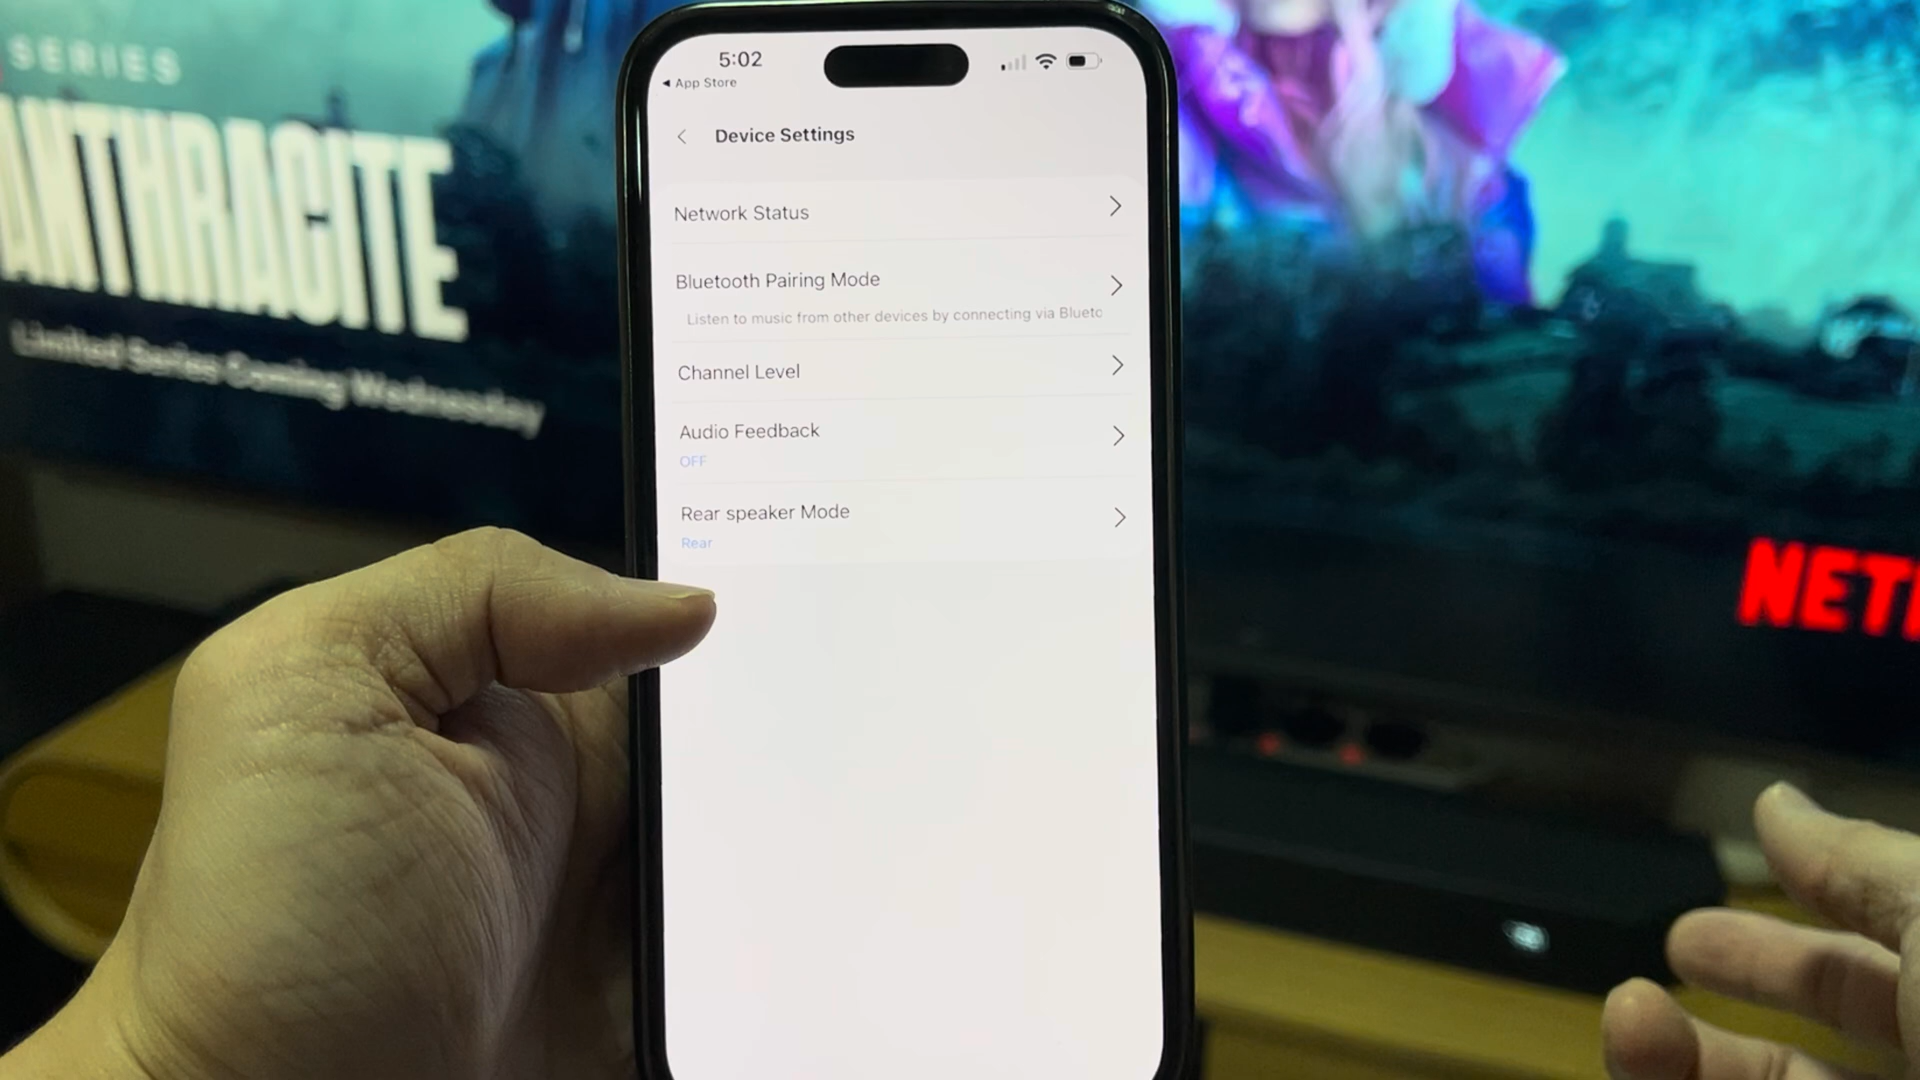 SERIES
ANTHRACITE
Limited Series Coming Wednesday
5:02
App Store
Device Settings
Network Status
Bluetooth Pairing Mode
Listen to music from other devices by connecting via Blueto
Channel Level
Audio Feedback
OFF
Rear speaker Mode
Rear
NETF